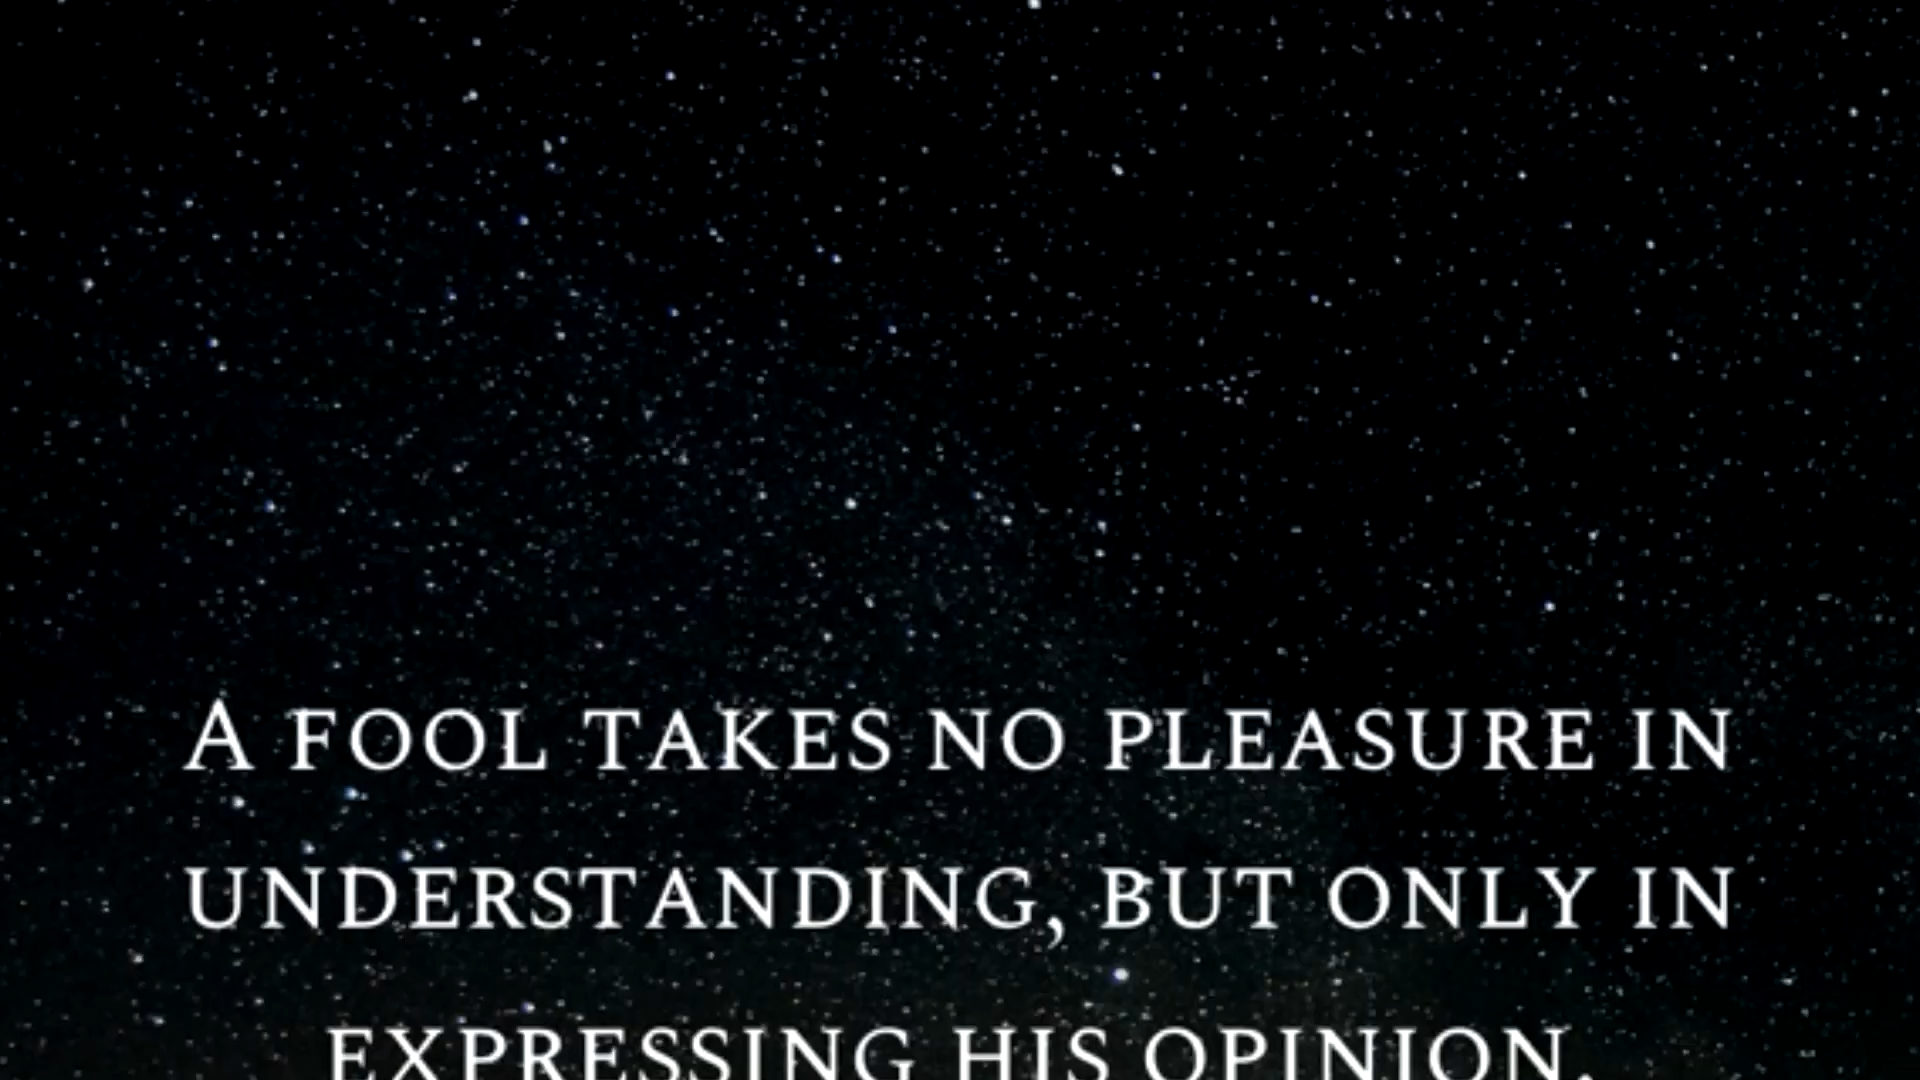 A FOOL TAKES NO PLEASURE IN
UNDERSTANDING, BUT ONLY IN
EXPRESSING HIS OPINION.